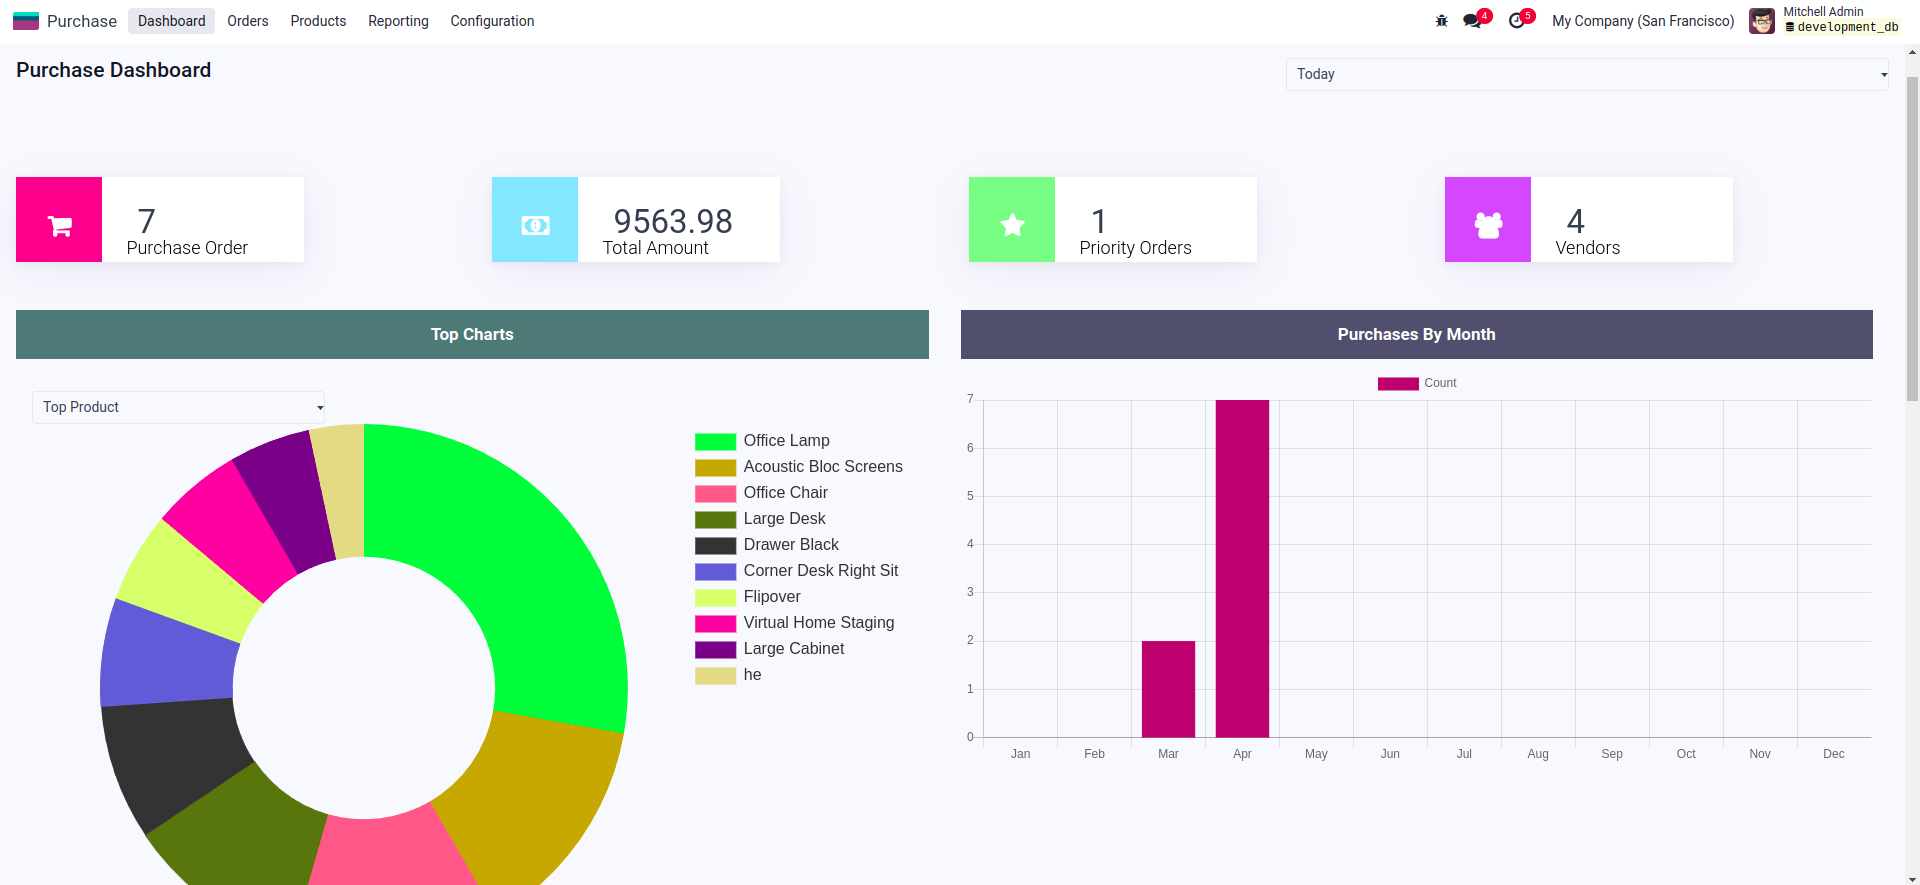 Purchase Dashboard Orders Products Reporting Configuration 4 5 My Company (San Francisco) Mitchell Admin
development_db
Purchase Dashboard
Today
7
Purchase Order
9563.98
Total Amount
1
Priority Orders
4
Vendors
Top Charts
Top Product
Office Lamp
Acoustic Bloc Screens
Office Chair
Large Desk
Drawer Black
Corner Desk Right Sit
Flipover
Virtual Home Staging
Large Cabinet
he
Purchases By Month
Count
7
6
5
4
3
2
1
0
Jan Feb Mar Apr May Jun Jul Aug Sep Oct Nov Dec